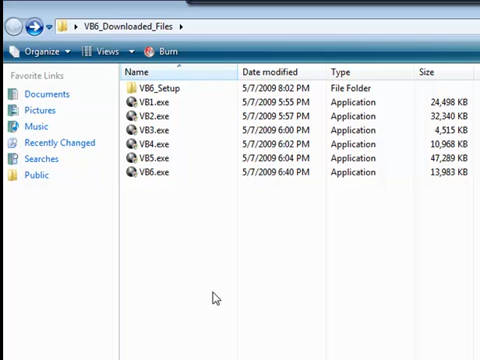 VB6_Downloaded_Files
Organize Views Burn
Favorite Links
Documents
Pictures
Music
Recently Changed
Searches
Public
Name Date modified Type Size
VB6_Setup 5/7/2009 8:02 PM File Folder
VB1.exe 5/7/2009 5:55 PM Application 24,498 KB
VB2.exe 5/7/2009 5:57 PM Application 32,340 KB
VB3.exe 5/7/2009 6:00 PM Application 4,515 KB
VB4.exe 5/7/2009 6:02 PM Application 10,968 KB
VB5.exe 5/7/2009 6:04 PM Application 47,289 KB
VB6.exe 5/7/2009 6:40 PM Application 13,983 KB